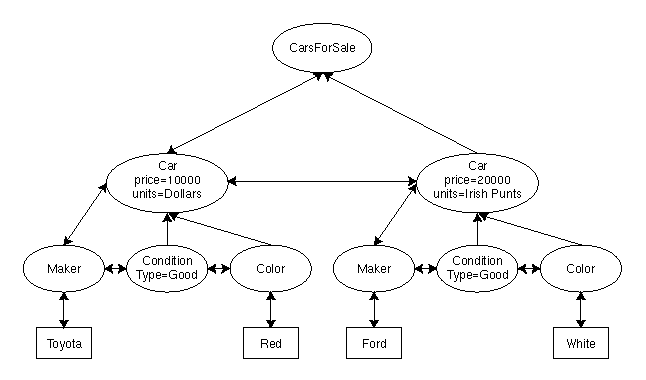 CarsForSale
Car
price=10000
units=Dollars
Car
price=20000
units=Irish Punts
Maker
Condition
Type=Good
Color
Maker
Condition
Type=Good
Color
Toyota
Red
Ford
White